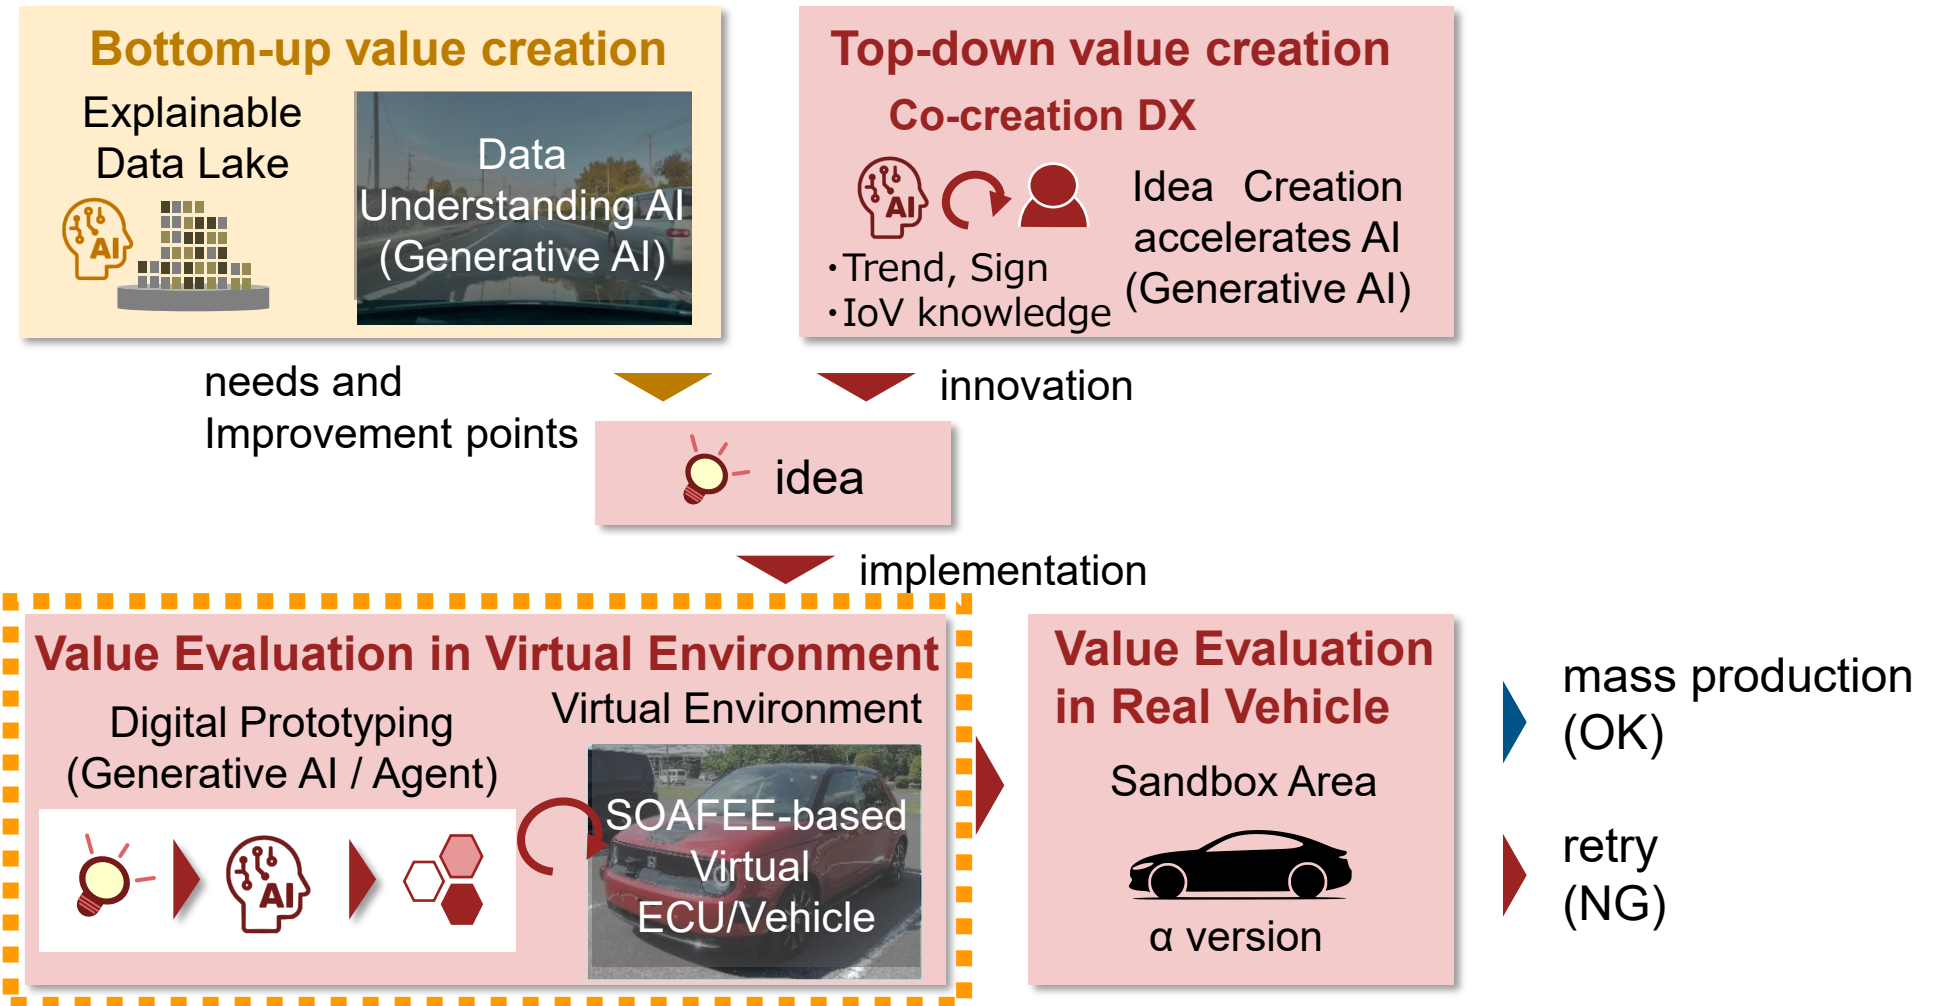 Bottom-up value creation
Explainable
Data Lake
AI
Data
Understanding AI
(Generative AI)
Top-down value creation
Co-creation DX
AI
・Trend, Sign
・IoV knowledge
Idea Creation
accelerates AI
(Generative AI)
needs and
Improvement points
innovation
idea
implementation
Value Evaluation in Virtual Environment
Digital Prototyping
(Generative AI / Agent)
AI
Virtual Environment
SOAFEE-based
Virtual
ECU/Vehicle
Value Evaluation
in Real Vehicle
Sandbox Area
α version
mass production
(OK)
retry
(NG)